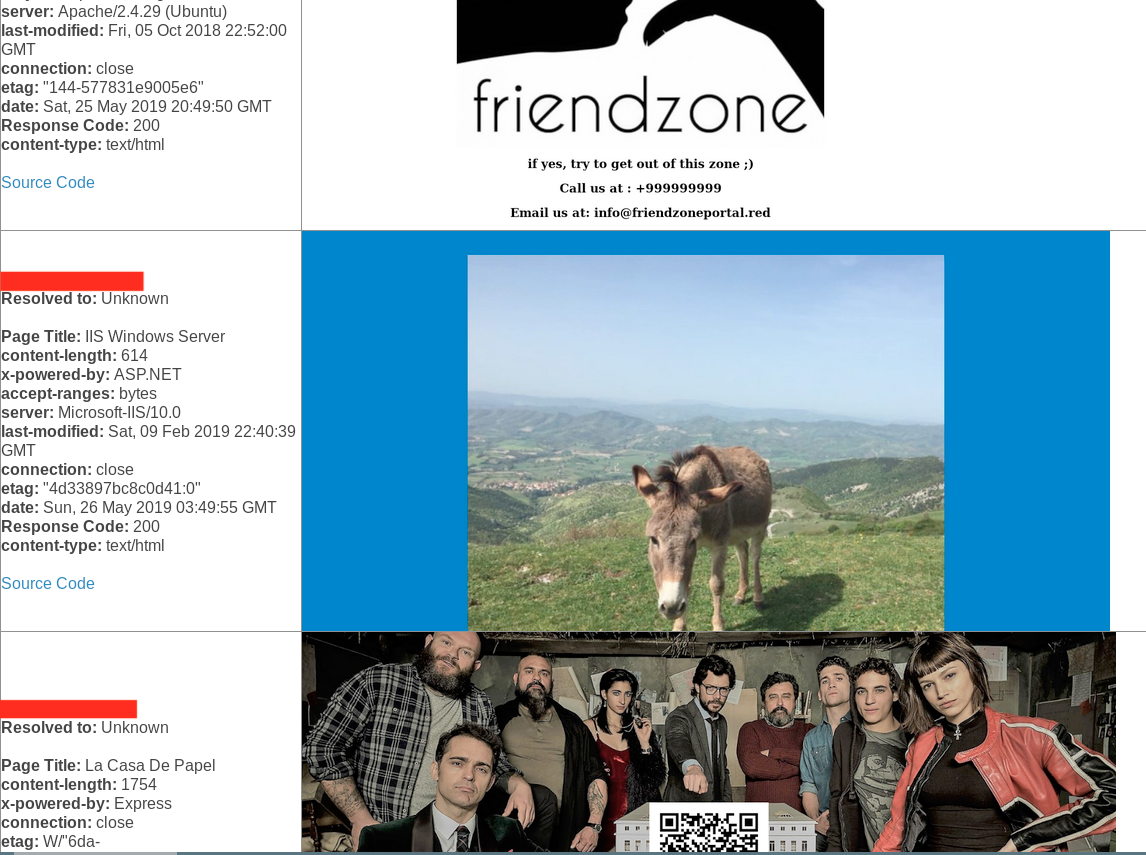 server: Apache/2.4.29 (Ubuntu)
last-modified: Fri, 05 Oct 2018 22:52:00
GMT
connection: close
etag: "144-577831e9005e6"
date: Sat, 25 May 2019 20:49:50 GMT
Response Code: 200
content-type: text/html
Source Code
friendzone
if yes, try to get out of this zone ;)
Call us at : +999999999
Email us at: info@friendzoneportal.red
Resolved to: Unknown
Page Title: IIS Windows Server
content-length: 614
x-powered-by: ASP.NET
accept-ranges: bytes
server: Microsoft-IIS/10.0
last-modified: Sat, 09 Feb 2019 22:40:39
GMT
connection: close
etag: "4d33897bc8c0d41:0"
date: Sun, 26 May 2019 03:49:55 GMT
Response Code: 200
content-type: text/html
Source Code
Resolved to: Unknown
Page Title: La Casa De Papel
content-length: 1754
x-powered-by: Express
connection: close
etag: W/"6da-